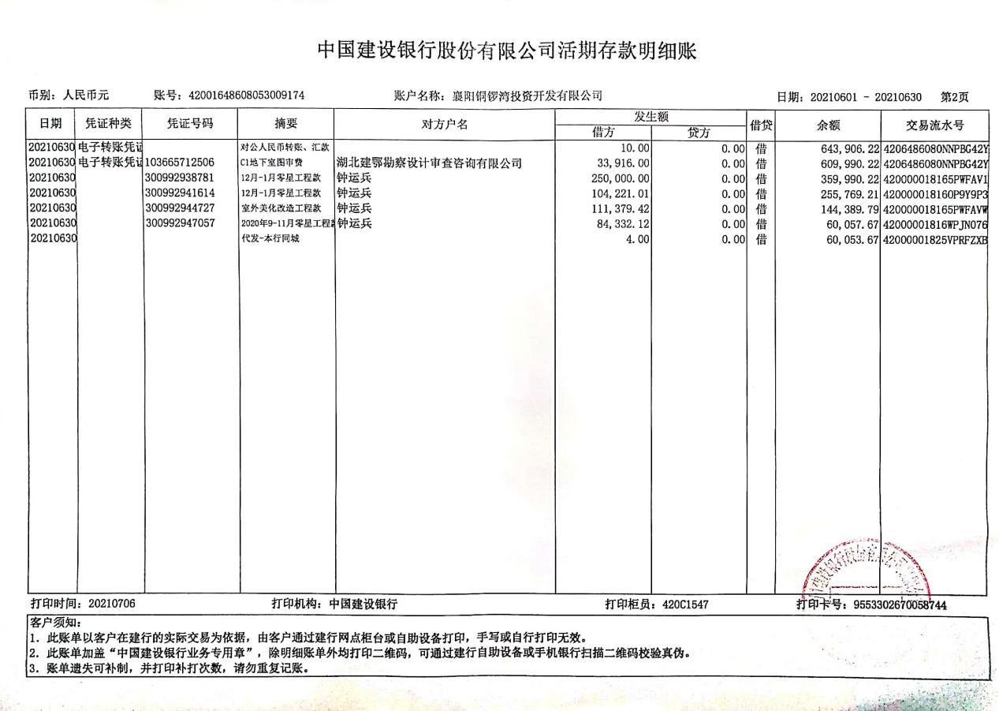 中国建设银行股份有限公司活期存款明细账
币别：人民币元 账号：42001648608053009174 账户名称：襄阳铜锣湾投资开发有限公司 日期：20210601 - 20210630 第2页
日期 凭证种类 凭证号码 摘要 对方户名 发生额 借贷 余额 交易流水号
借方 贷方
20210630 电子转账凭证 对公人民币转账、汇款 10.00 0.00 借 643,906.22 4206486080NNPBG42Y
20210630 电子转账凭证 103665712506 C1地下室图审费 湖北建鄂勘察设计审查咨询有限公司 33,916.00 0.00 借 609,990.22 4206486080NNPBG42Y
20210630 300992938781 12月-1月零星工程款 钟运兵 250,000.00 0.00 借 359,990.22 420000018165PWFAV1
20210630 300992941614 12月-1月零星工程款 钟运兵 104,221.01 0.00 借 255,769.21 42000001816OP9Y9P3
20210630 300992944727 室外美化改造工程款 钟运兵 111,379.42 0.00 借 144,389.79 420000018165PWFAVW
20210630 300992947057 2020年9-11月零星工程款 钟运兵 84,332.12 0.00 借 60,057.67 42000001816WPJN076
20210630 代发-本行同城 4.00 0.00 借 60,053.67 42000001825VPRFZXB
打印时间：20210706 打印机构：中国建设银行 打印柜员：420C1547 打印卡号：9553302670058744
客户须知：
1. 此账单以客户在建行的实际交易为依据，由客户通过建行网点柜台或自助设备打印，手写或自行打印无效。
2. 此账单加盖“中国建设银行业务专用章”，除明细账单外均打印二维码，可通过建行自助设备或手机银行扫描二维码校验真伪。
3. 账单遗失可补制，并打印补打次数，请勿重复记账。